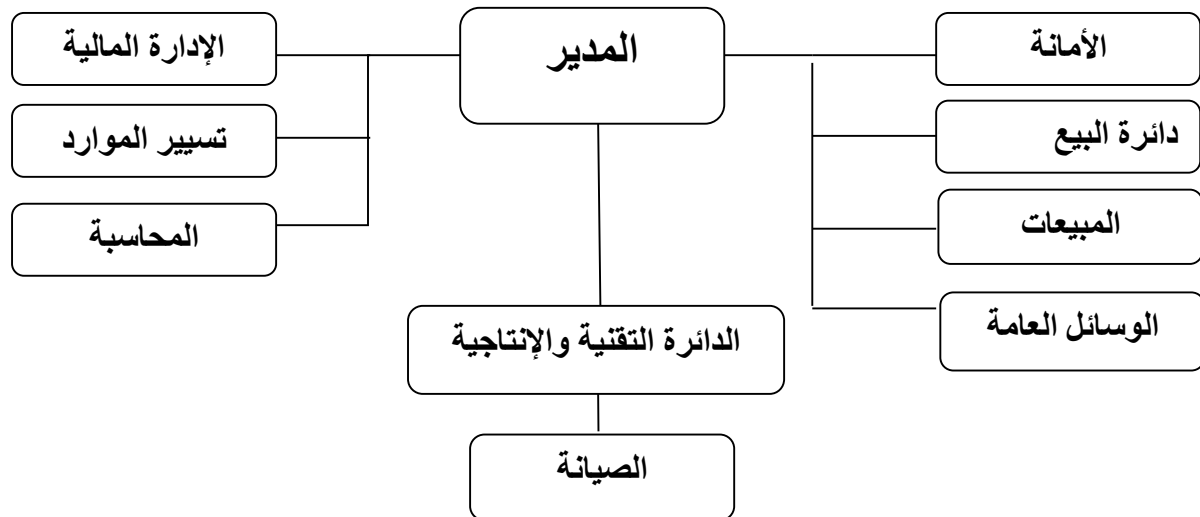 المدير
الأمانة
دائرة البيع
المبيعات
الوسائل العامة
الإدارة المالية
تسيير الموارد
المحاسبة
الدائرة التقنية والإنتاجية
الصيانة